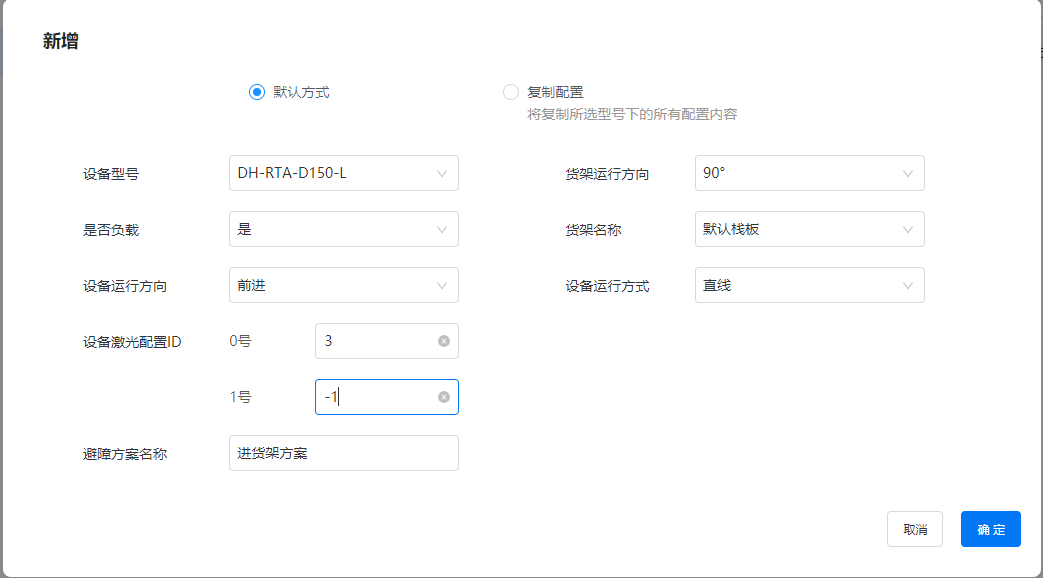 新增
默认方式 复制配置
将复制所选型号下的所有配置内容
设备型号 DH-RTA-D150-L 货架运行方向 90°
是否负载 是 货架名称 默认栈板
设备运行方向 前进 设备运行方式 直线
设备激光配置ID 0号 3
1号 -1
避障方案名称 进货架方案
取消 确 定